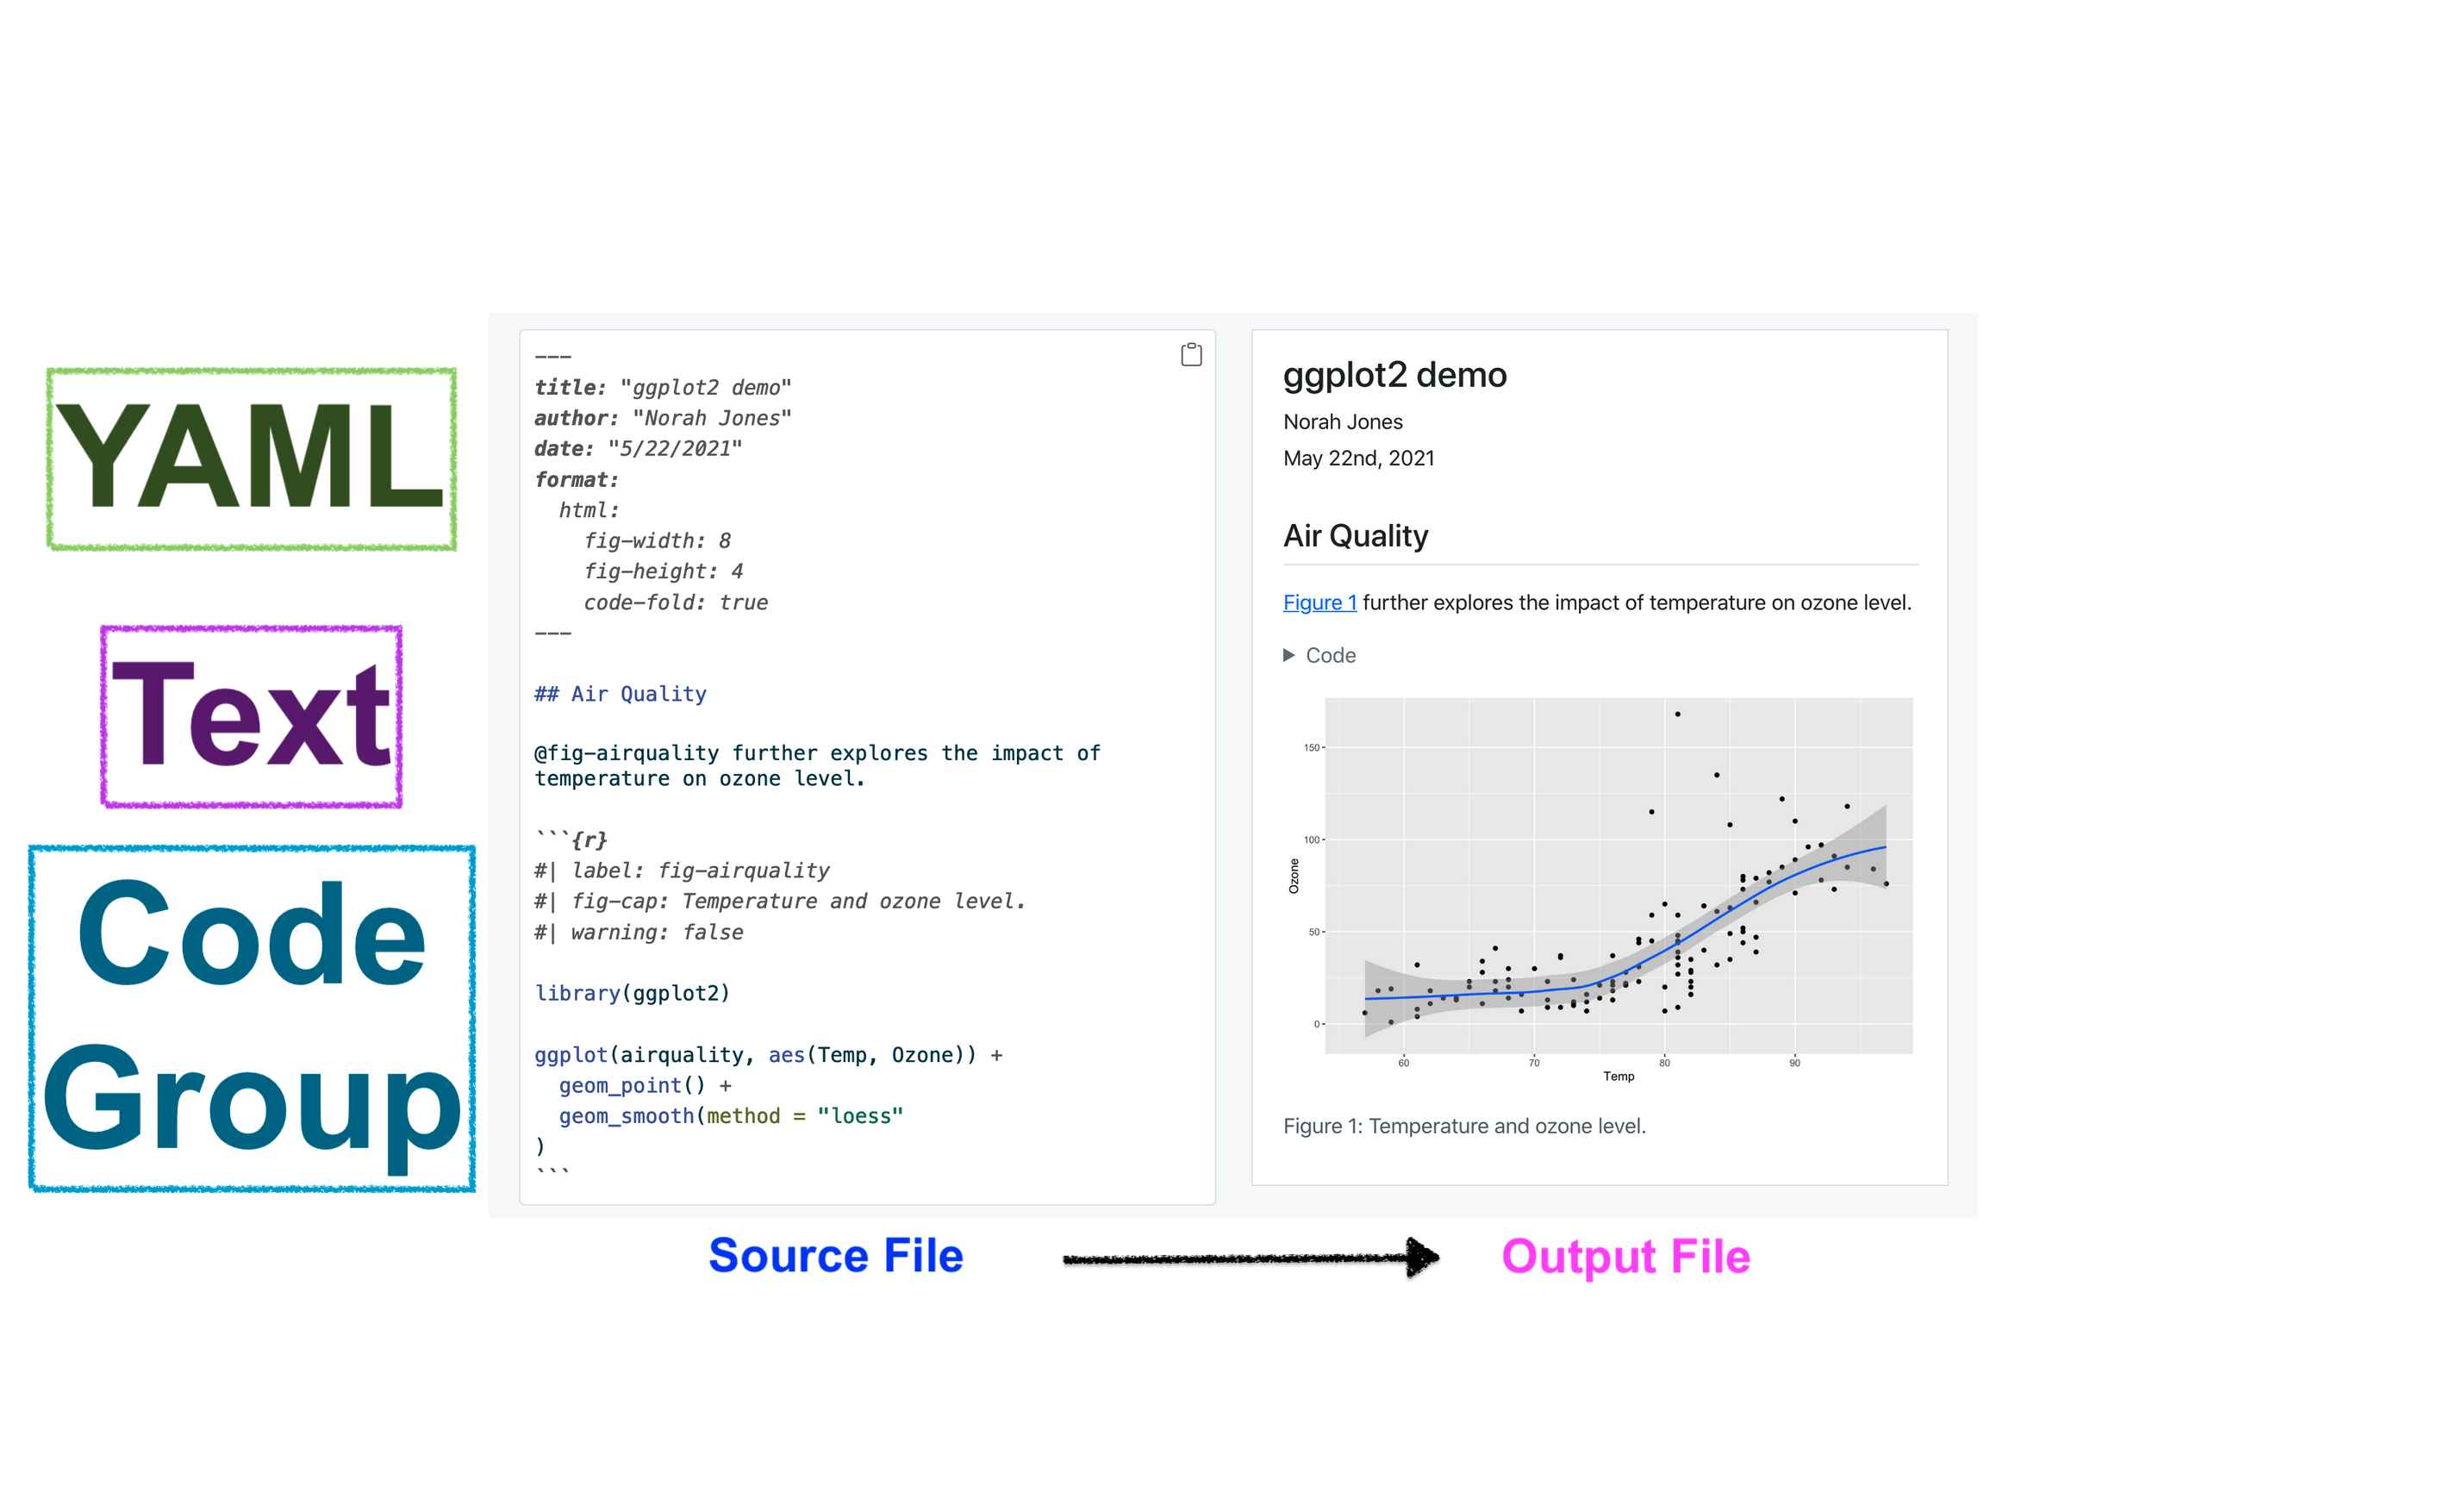 YAML
Text
Code
Group
---
title: "ggplot2 demo"
author: "Norah Jones"
date: "5/22/2021"
format:
  html:
    fig-width: 8
    fig-height: 4
    code-fold: true
---
## Air Quality
@fig-airquality further explores the impact of
temperature on ozone level.
```{r}
#| label: fig-airquality
#| fig-cap: Temperature and ozone level.
#| warning: false
library(ggplot2)
ggplot(airquality, aes(Temp, Ozone)) +
  geom_point() +
  geom_smooth(method = "loess"
)
```
ggplot2 demo
Norah Jones
May 22nd, 2021
Air Quality
Figure 1 further explores the impact of temperature on ozone level.
Code
150
100
50
0
Ozone
60 70 80 90
Temp
Figure 1: Temperature and ozone level.
Source File
Output File